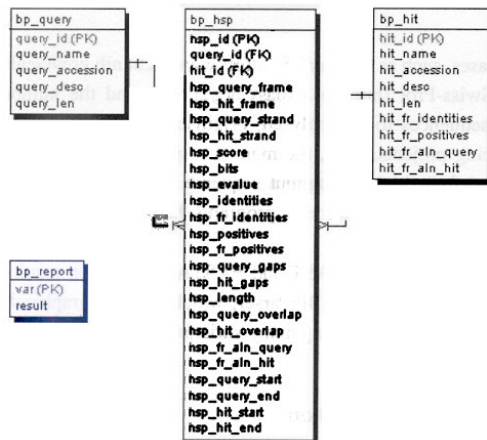 bp_query
query_id (PK)
query_name
query_accession
query_desc
query_len
bp_hsp
hsp_id (PK)
query_id (FK)
hit_id (FK)
hsp_query_frame
hsp_hit_frame
hsp_query_strand
hsp_hit_strand
hsp_score
hsp_bits
hsp_evalue
hsp_identities
hsp_fr_identities
hsp_positives
hsp_fr_positives
hsp_query_gaps
hsp_hit_gaps
hsp_length
hsp_query_overlap
hsp_hit_overlap
hsp_fr_aln_query
hsp_fr_aln_hit
hsp_query_start
hsp_query_end
hsp_hit_start
hsp_hit_end
bp_hit
hit_id (PK)
hit_name
hit_accession
hit_desc
hit_len
hit_fr_identities
hit_fr_positives
hit_fr_aln_query
hit_fr_aln_hit
bp_report
var (PK)
result